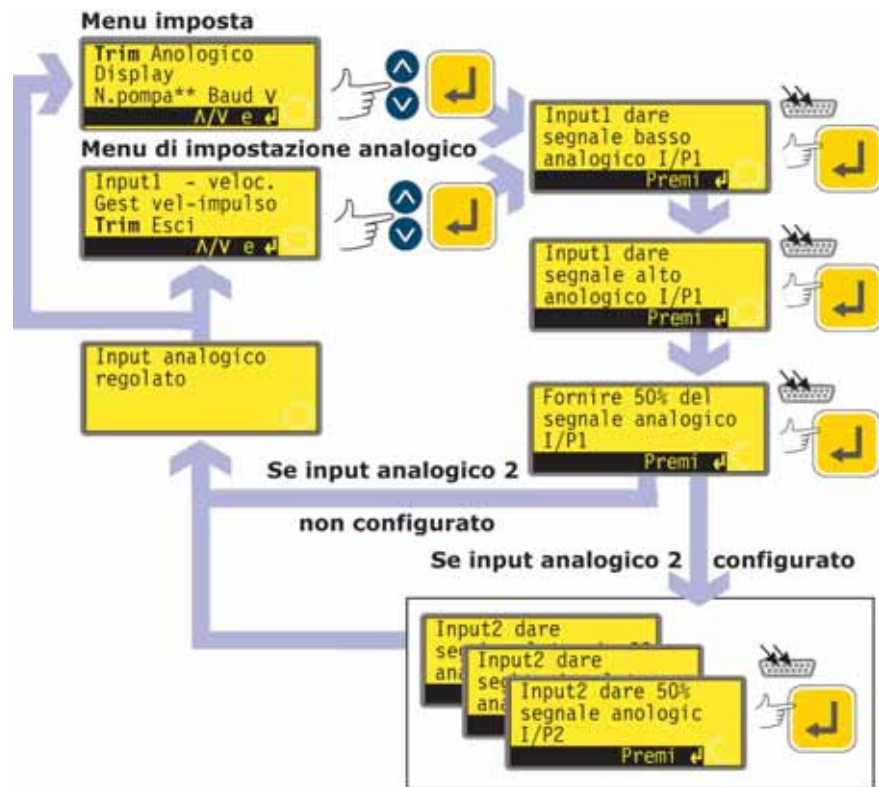 Menu imposta
Trim Anologico
Display
N.pompa** Baud v
Λ/V e ↲
Menu di impostazione analogico
Input1 - veloc.
Gest vel-impulso
Trim Esci
Λ/V e ↲
Input1 dare
segnale basso
analogico I/P1
Premi ↲
Input1 dare
segnale alto
anologico I/P1
Premi ↲
Input analogico
regolato
Fornire 50% del
segnale analogico
I/P1
Premi ↲
Se input analogico 2
non configurato
Se input analogico 2 configurato
Input2 dare
Input2 dare
Input2 dare 50%
segnale anologic
I/P2
Premi ↲